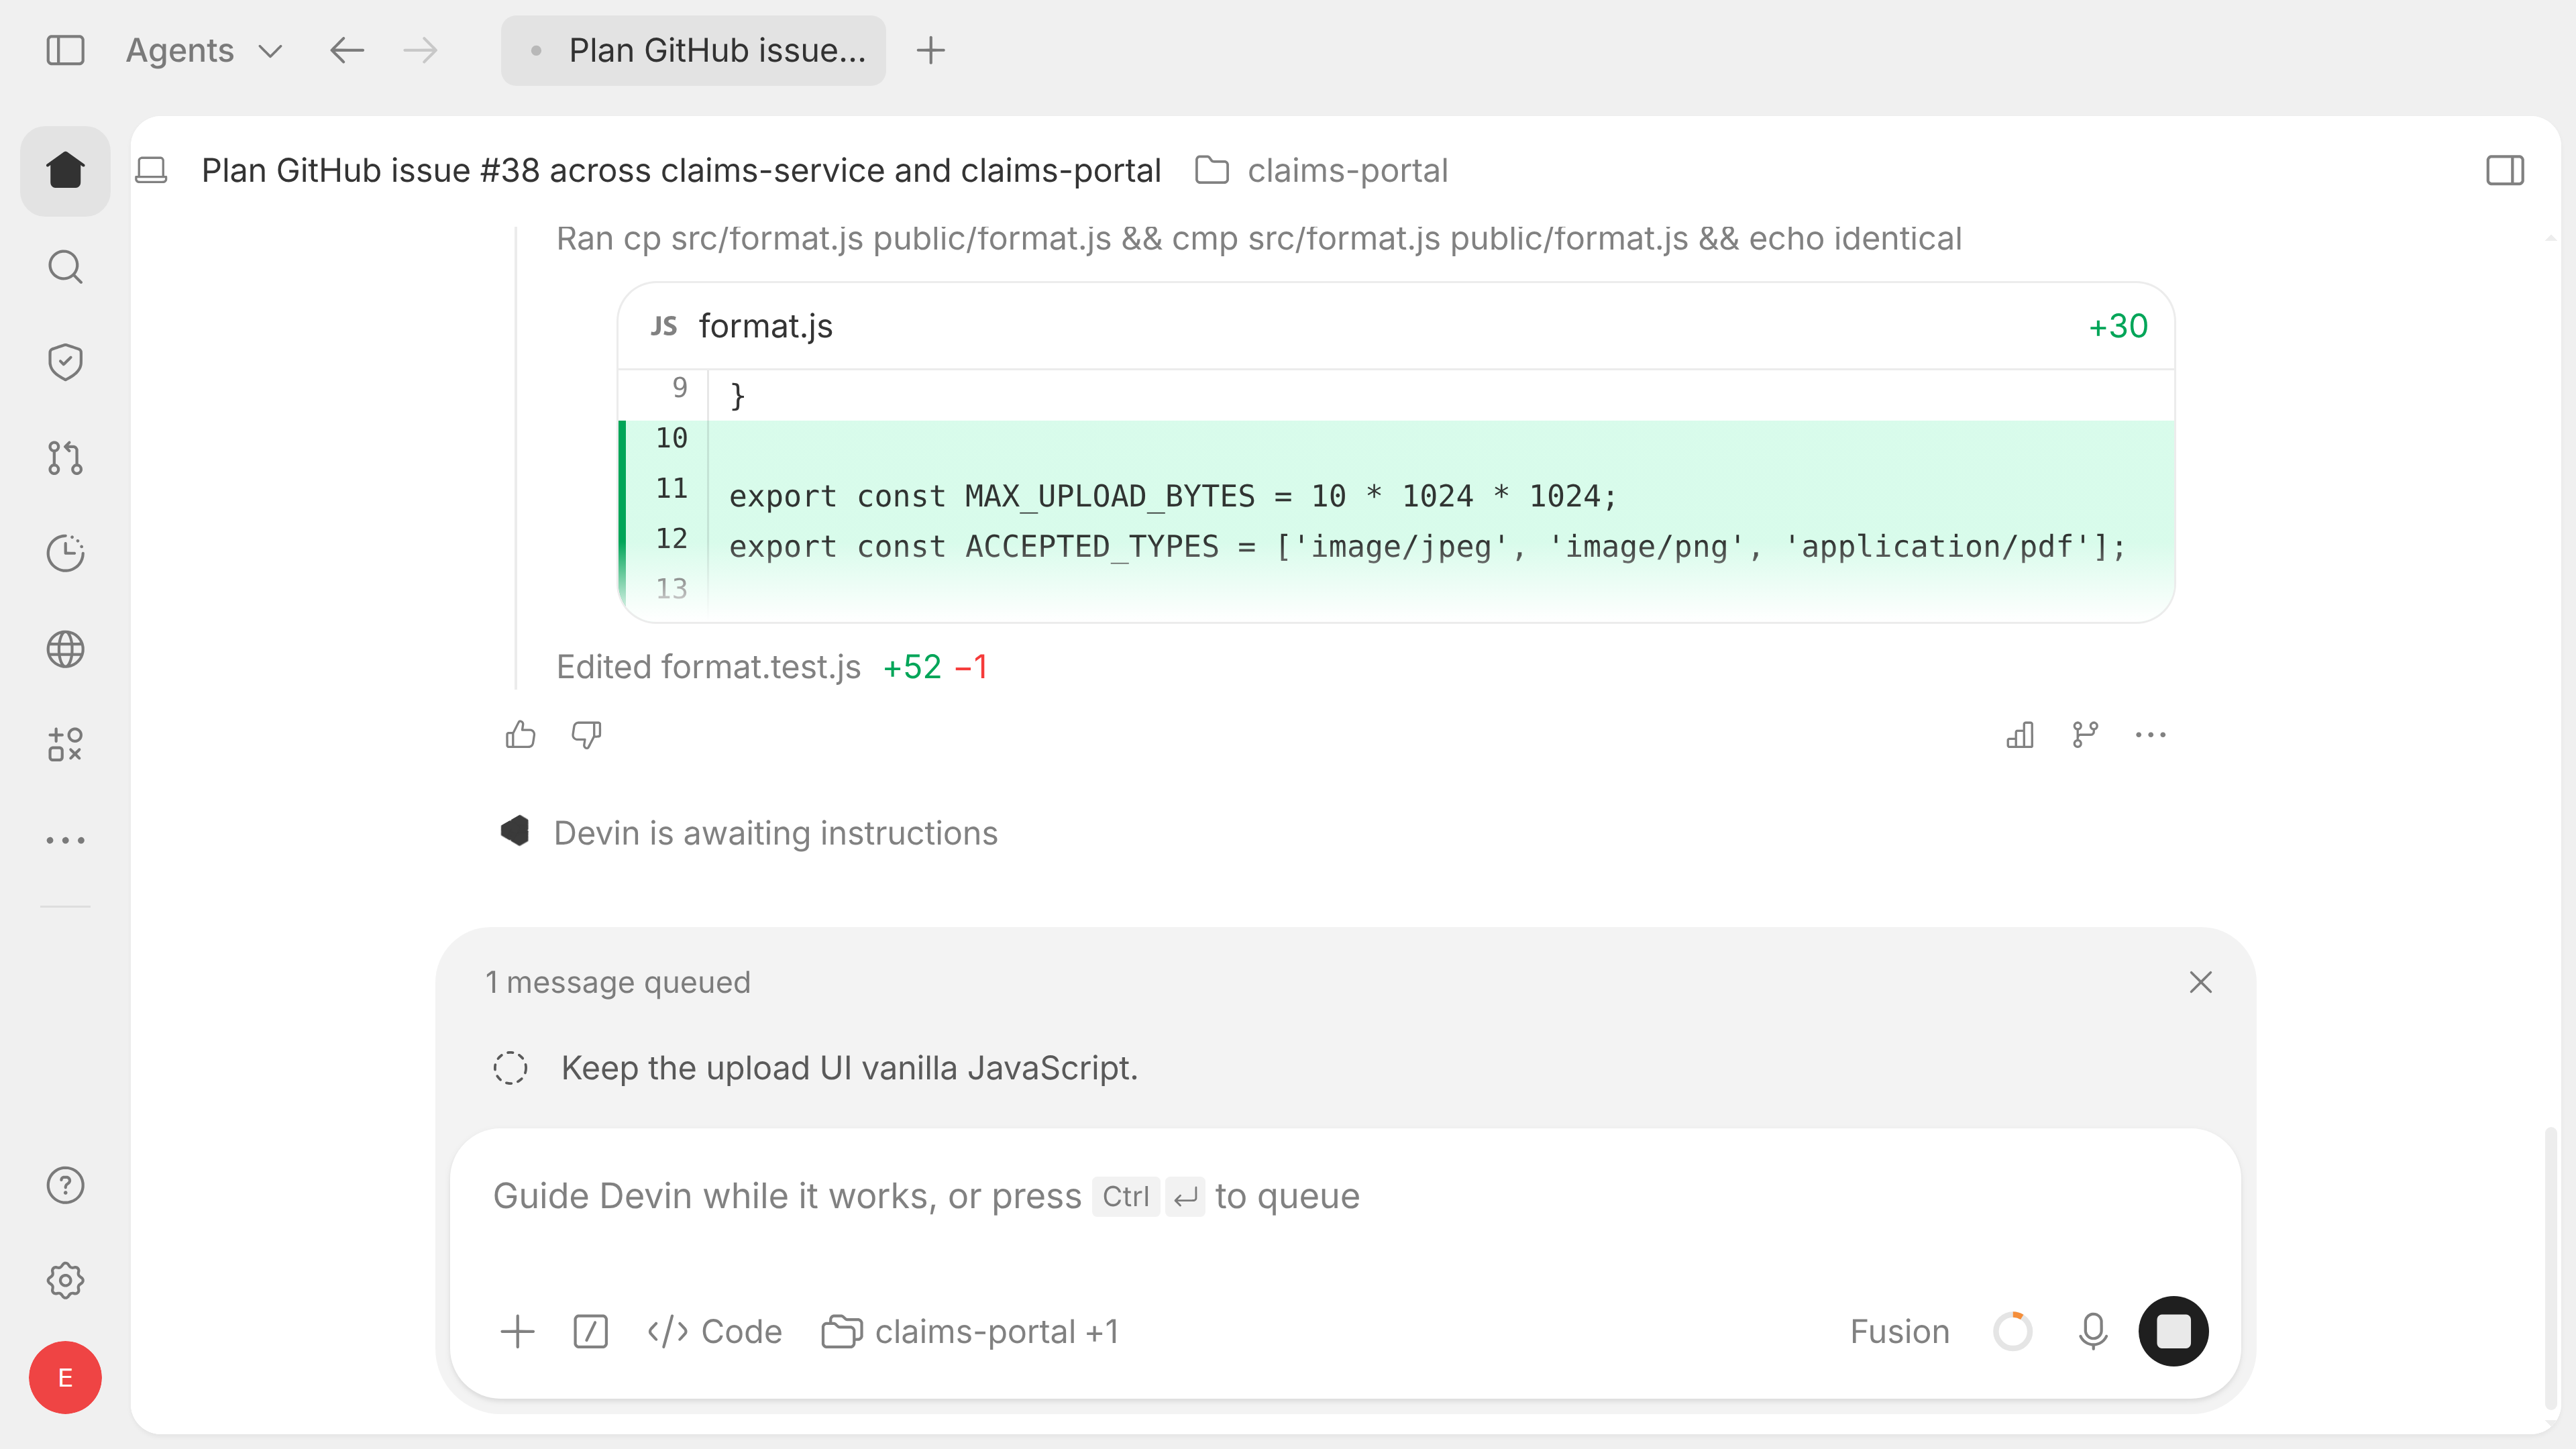 Agents
Plan GitHub issue...
Plan GitHub issue #38 across claims-service and claims-portal
claims-portal
Ran cp src/format.js public/format.js && cmp src/format.js public/format.js && echo identical
JS format.js +30
9 }
10
11 export const MAX_UPLOAD_BYTES = 10 * 1024 * 1024;
12 export const ACCEPTED_TYPES = ['image/jpeg', 'image/png', 'application/pdf'];
13
Edited format.test.js +52 −1
Devin is awaiting instructions
1 message queued
Keep the upload UI vanilla JavaScript.
Guide Devin while it works, or press Ctrl ↵ to queue
Code claims-portal +1 Fusion
E